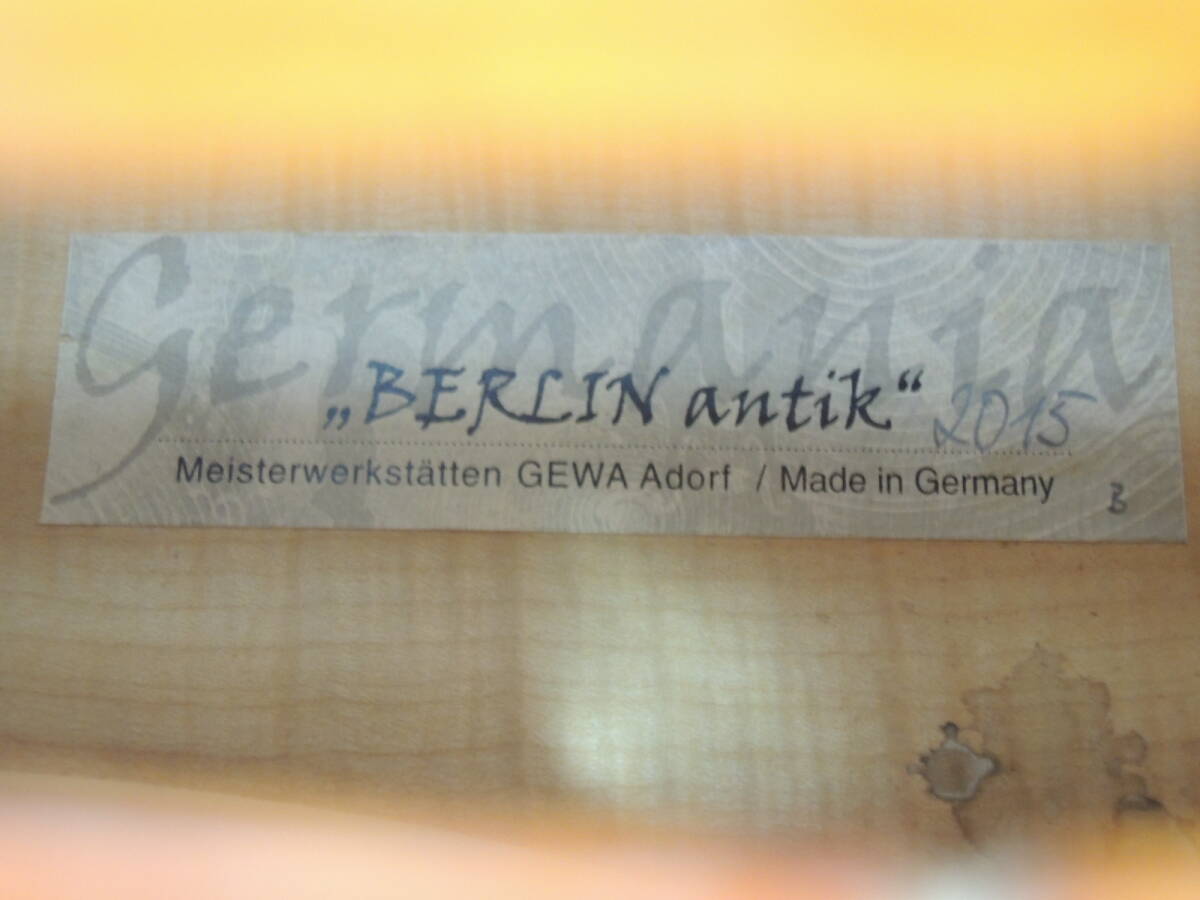 Germania
„BERLIN antik“ 2015
Meisterwerkstätten GEWA Adorf / Made in Germany
B